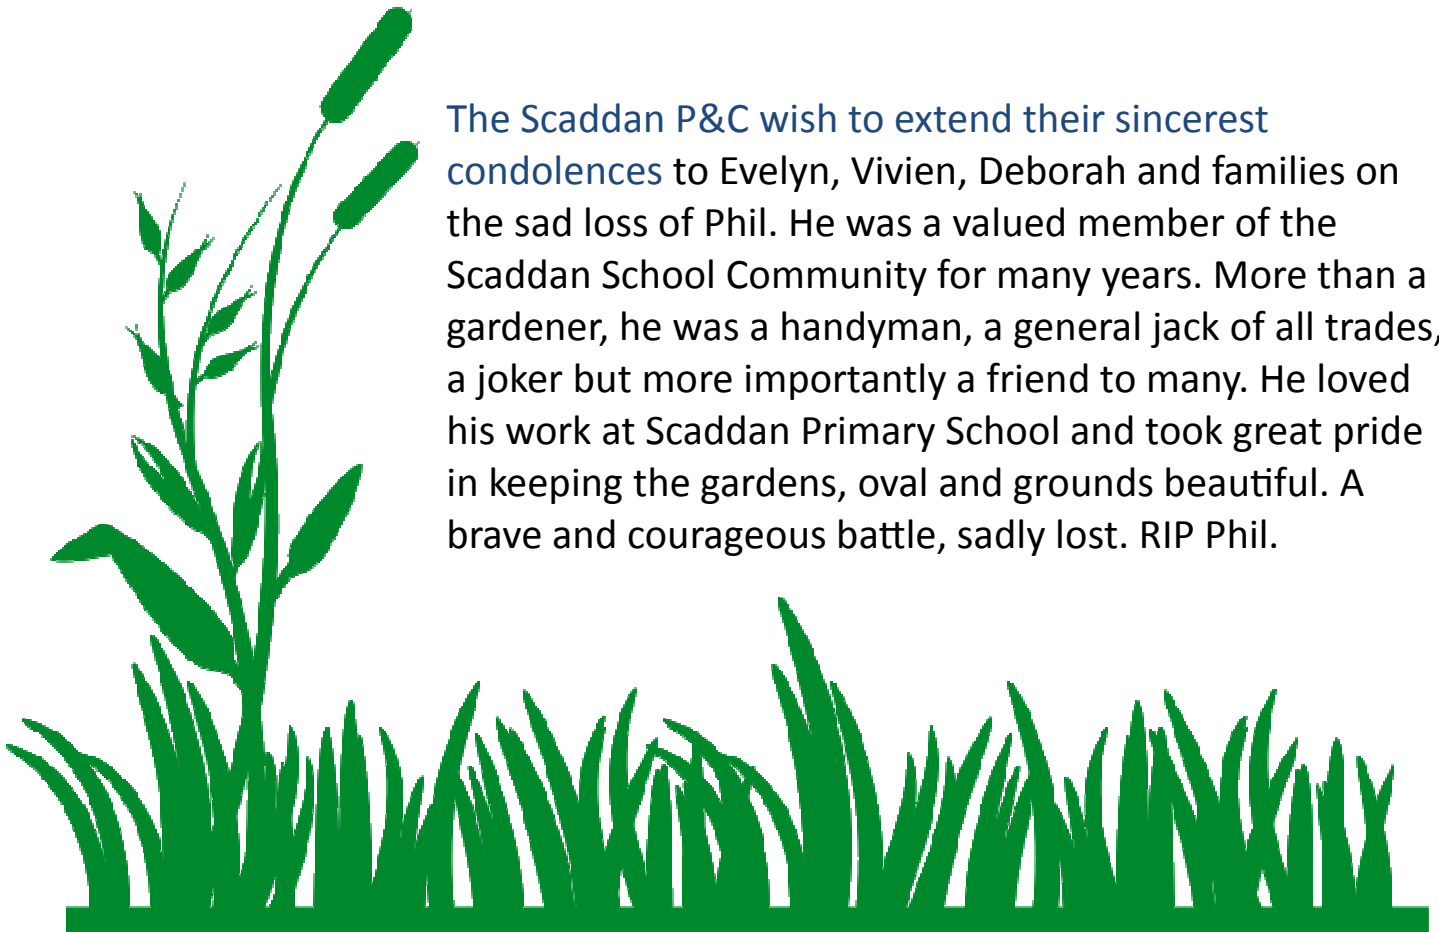 The Scaddan P&C wish to extend their sincerest
condolences to Evelyn, Vivien, Deborah and families on
the sad loss of Phil. He was a valued member of the
Scaddan School Community for many years. More than a
gardener, he was a handyman, a general jack of all trades,
a joker but more importantly a friend to many. He loved
his work at Scaddan Primary School and took great pride
in keeping the gardens, oval and grounds beautiful. A
brave and courageous battle, sadly lost. RIP Phil.